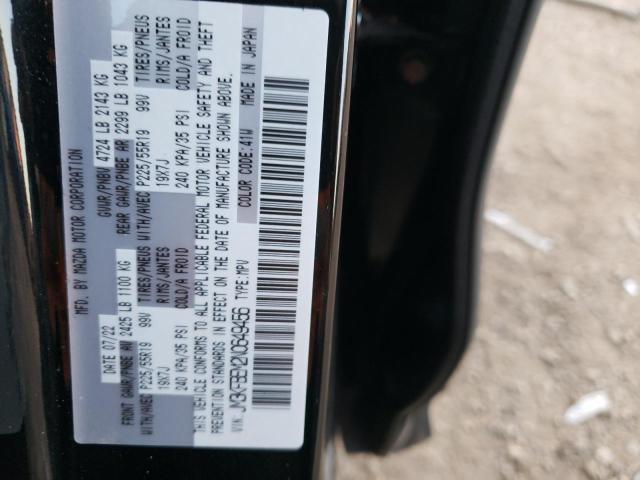 MFD. BY MAZDA MOTOR CORPORATION
07/22 GVWR/PNBV 4724 LB 2143 KG
FRONT GAWR/PNBE AV 2425 LB 1100 KG REAR GAWR/PNBE AR 2299 LB 1043 KG
WITH/AVEC P225/55R19 99V TIRES/PNEUS WITH/AVEC P225/55R19 99V TIRES/PNEUS
19X7J RIMS/JANTES 19X7J RIMS/JANTES
240 KPA/35 PSI COLD/A FROID 240 KPA/35 PSI COLD/A FROID
THIS VEHICLE CONFORMS TO ALL APPLICABLE FEDERAL MOTOR VEHICLE SAFETY AND THEFT
PREVENTION STANDARDS IN EFFECT ON THE DATE OF MANUFACTURE SHOWN ABOVE.
VIN: JM3KFBEM2N0649456 TYPE: MPV COLOR CODE: 41W MADE IN JAPAN